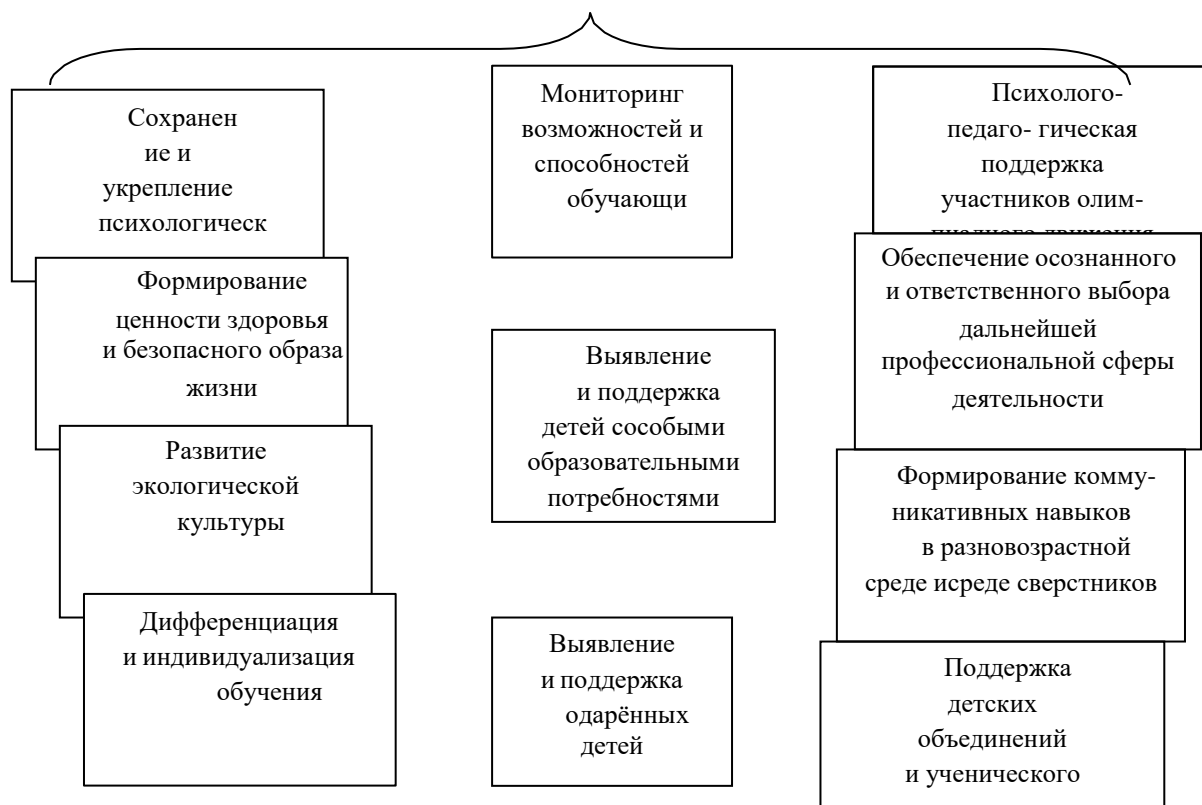 Сохранен
ие и
укрепление
психологическ
Формирование
ценности здоровья
и безопасного образа
жизни
Развитие
экологической
культуры
Дифференциация
и индивидуализация
обучения
Мониторинг
возможностей и
способностей
обучающи
Выявление
и поддержка
детей сособыми
образовательными
потребностями
Выявление
и поддержка
одарённых
детей
Психолого-
педаго- гическая
поддержка
участников олим-
пиадного движения
Обеспечение осознанного
и ответственного выбора
дальнейшей
профессиональной сферы
деятельности
Формирование комму-
никативных навыков
в разновозрастной
среде исреде сверстников
Поддержка
детских
объединений
и ученического